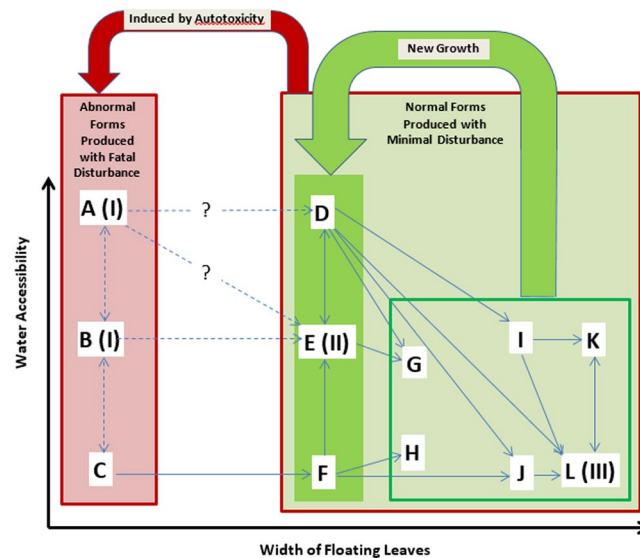 Induced by Autotoxicity
New Growth
Abnormal
Forms
Produced
with Fatal
Disturbance
Normal Forms
Produced with
Minimal Disturbance
A (I)
?
D
?
B (I)
E (II)
G
I
K
C
F
H
J
L (III)
Water Accessibility
Width of Floating Leaves